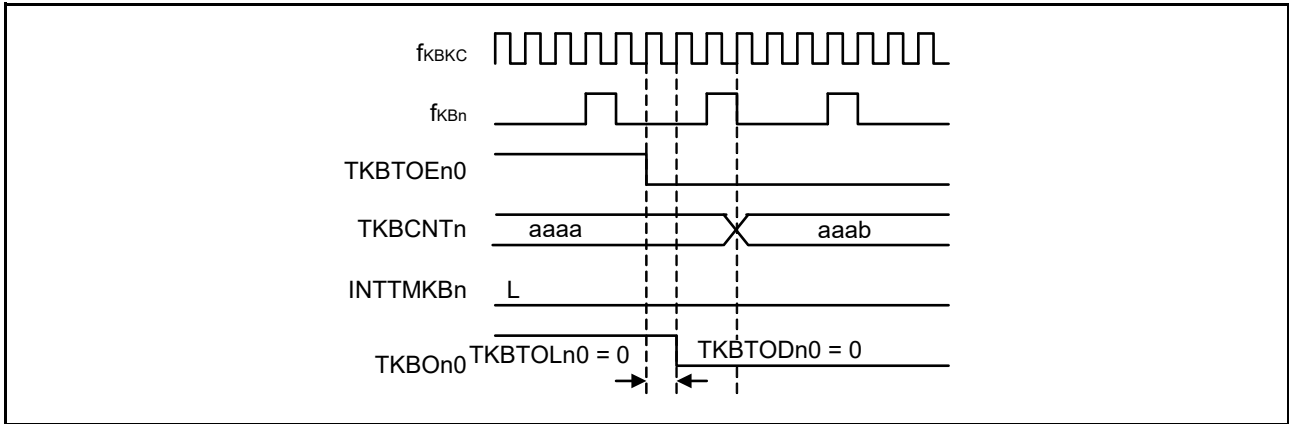 fKBKC
fKBn
TKBTOEn0
TKBCNTn aaaa aaab
INTTMKBn L
TKBOn0 TKBTOLn0 = 0 TKBTODn0 = 0